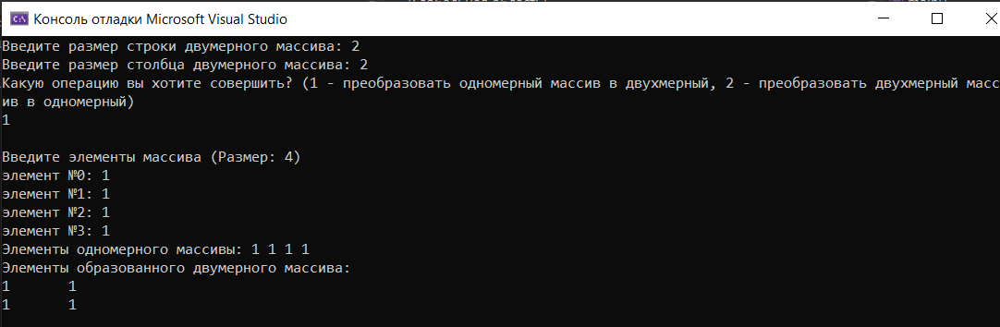 Консоль отладки Microsoft Visual Studio
Введите размер строки двумерного массива: 2
Введите размер столбца двумерного массива: 2
Какую операцию вы хотите совершить? (1 - преобразовать одномерный массив в двухмерный, 2 - преобразовать двухмерный масс
ив в одномерный)
1
Введите элементы массива (Размер: 4)
элемент №0: 1
элемент №1: 1
элемент №2: 1
элемент №3: 1
Элементы одномерного массивы: 1 1 1 1
Элементы образованного двумерного массива:
1 1
1 1